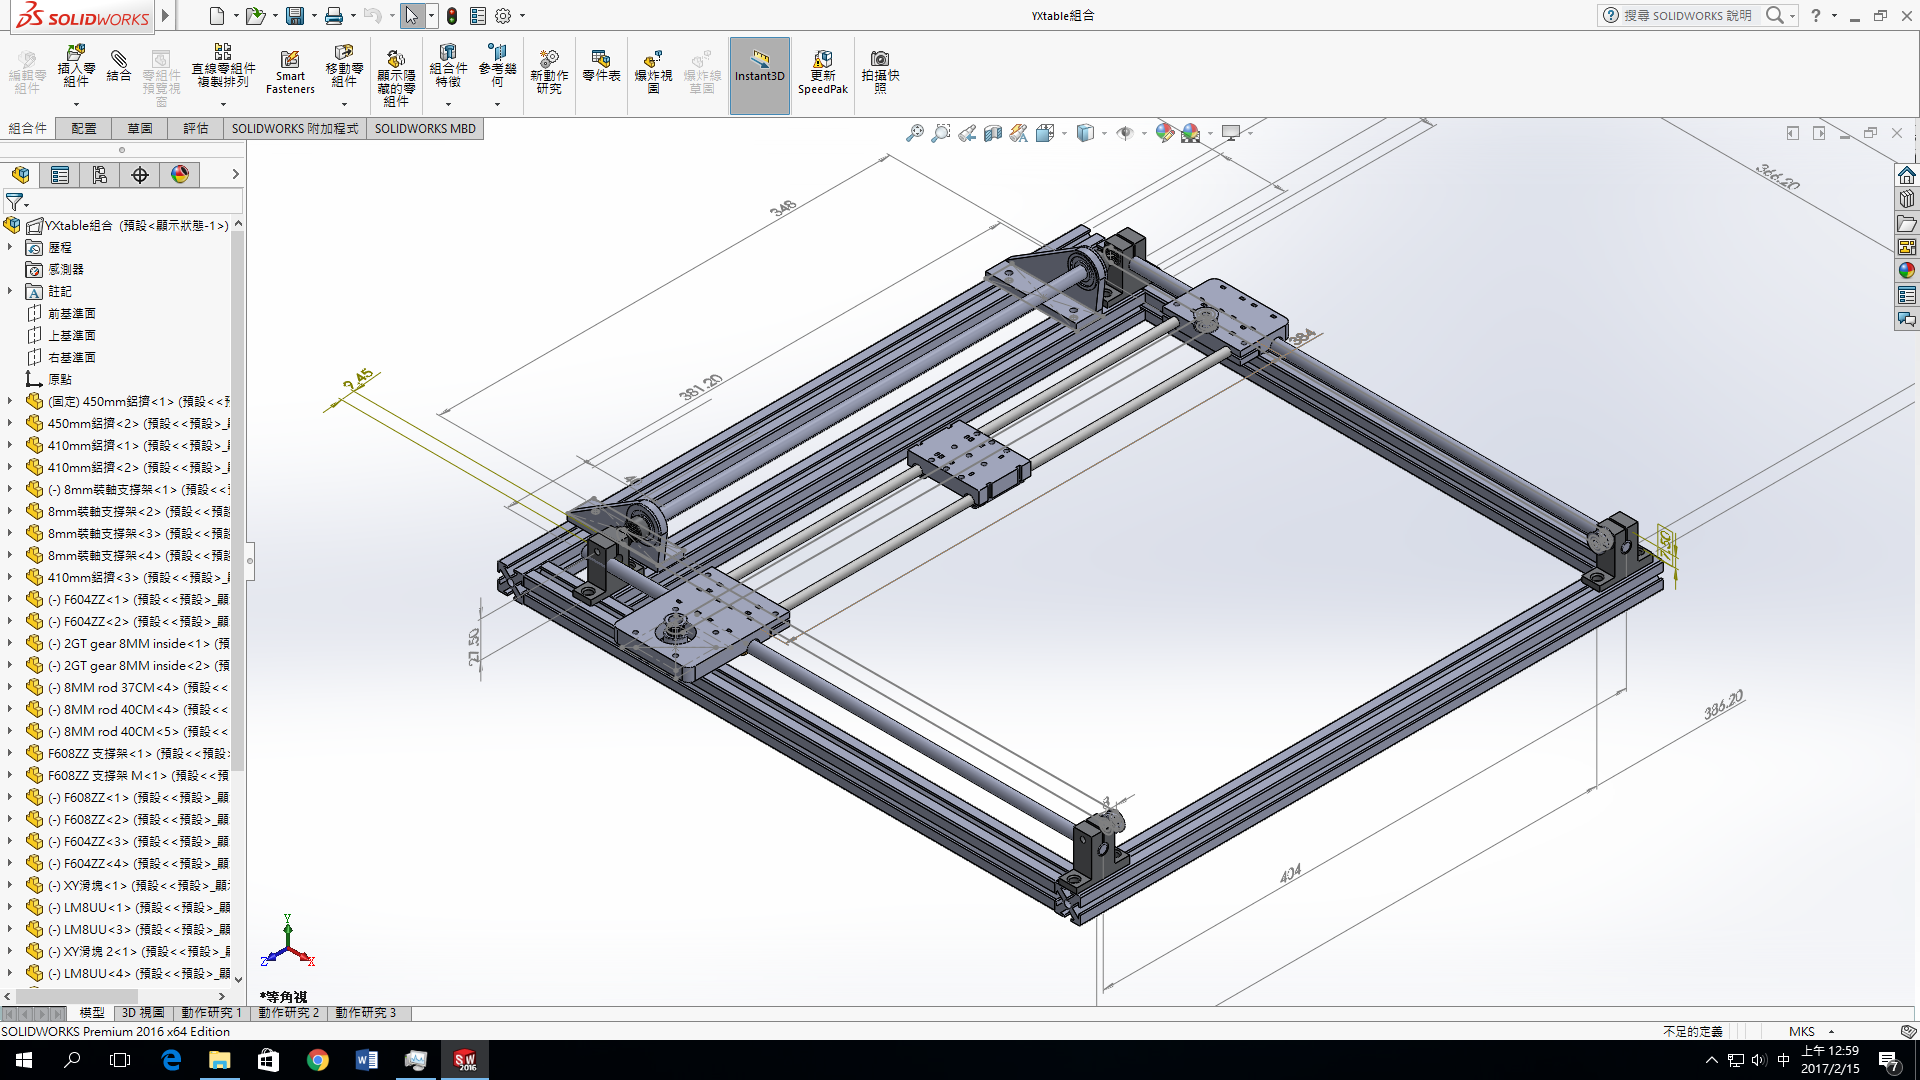 SOLIDWORKS
YXtable組合
搜尋 SOLIDWORKS 說明
編輯零組件
插入零組件
結合
零組件預覽視窗
直線零組件複製排列
Smart Fasteners
移動零組件
顯示隱藏的零組件
組合件特徵
參考幾何
新動作研究
零件表
爆炸視圖
爆炸線草圖
Instant3D
更新 SpeedPak
拍攝快照
組合件
配置
草圖
評估
SOLIDWORKS 附加程式
SOLIDWORKS MBD
YXtable組合 (預設<顯示狀態-1>)
歷程
感測器
註記
前基準面
上基準面
右基準面
原點
(固定) 450mm鋁擠<1> (預設<<預
450mm鋁擠<2> (預設<<預設>_顯
410mm鋁擠<1> (預設<<預設>_顯
410mm鋁擠<2> (預設<<預設>_顯
(-) 8mm裝軸支撐架<1> (預設<<預
8mm裝軸支撐架<2> (預設<<預設
8mm裝軸支撐架<3> (預設<<預設
8mm裝軸支撐架<4> (預設<<預設
410mm鋁擠<3> (預設<<預設>_顯
(-) F604ZZ<1> (預設<<預設>_顯
(-) F604ZZ<2> (預設<<預設>_顯
(-) 2GT gear 8MM inside<1> (預
(-) 2GT gear 8MM inside<2> (預
(-) 8MM rod 37CM<4> (預設<<
(-) 8MM rod 40CM<4> (預設<<
(-) 8MM rod 40CM<5> (預設<<
F608ZZ 支撐架<1> (預設<<預設>
F608ZZ 支撐架 M<1> (預設<<預
(-) F608ZZ<1> (預設<<預設>_顯
(-) F608ZZ<2> (預設<<預設>_顯
(-) F604ZZ<3> (預設<<預設>_顯
(-) F604ZZ<4> (預設<<預設>_顯
(-) XY滑塊<1> (預設<<預設>_顯
(-) LM8UU<1> (預設<<預設>_顯
(-) LM8UU<3> (預設<<預設>_顯
(-) XY滑塊 2<1> (預設<<預設>_顯
(-) LM8UU<4> (預設<<預設>_顯
366.20
348
384
9.45
381.20
27.50
386.20
404
Y
Z
X
*等角視
模型
3D 視圖
動作研究 1
動作研究 2
動作研究 3
SOLIDWORKS Premium 2016 x64 Edition
不足的定義
MKS
中
上午 12:59
2017/2/15
7